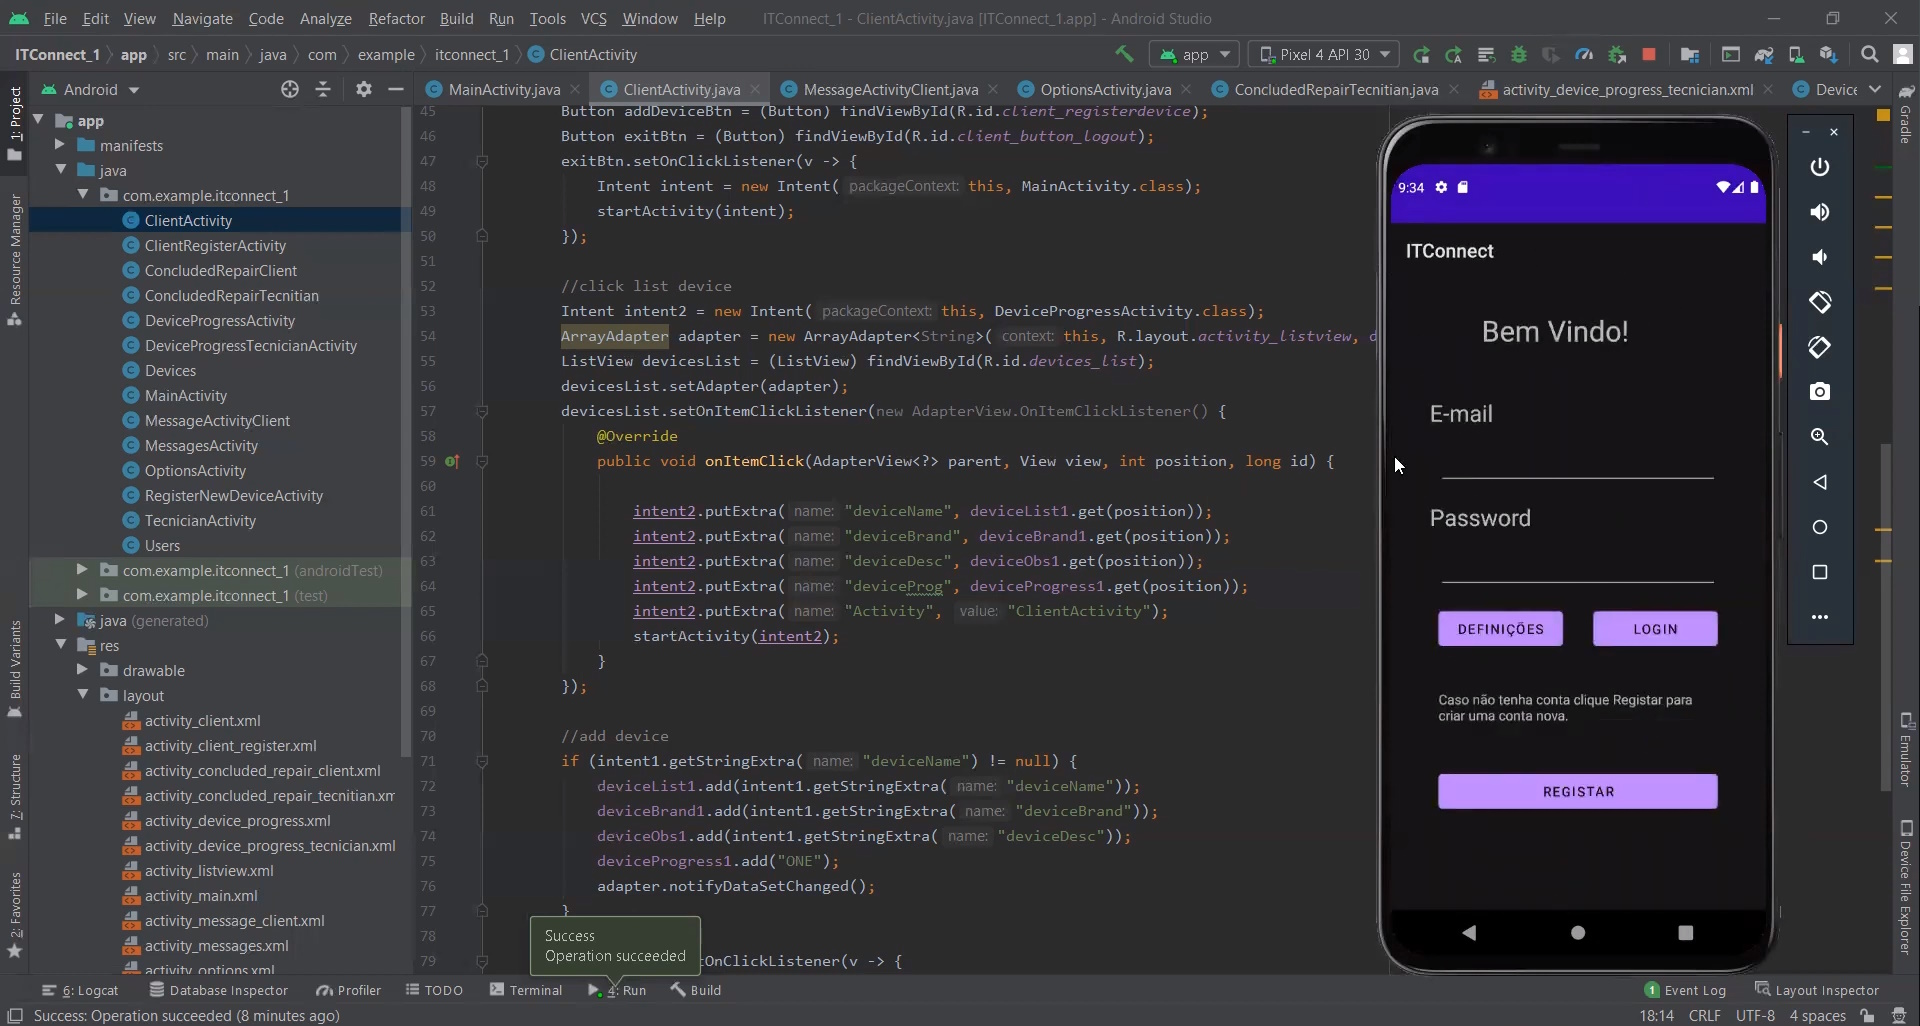 File Edit View Navigate Code Analyze Refactor Build Run Tools VCS Window Help ITConnect_1 - ClientActivity.java [ITConnect_1.app] - Android Studio
ITConnect_1 app src main java com example itconnect_1 ClientActivity app Pixel 4 API 30
Android MainActivity.java ClientActivity.java MessageActivityClient.java OptionsActivity.java ConcludedRepairTecnitian.java activity_device_progress_tecnician.xml Device
1: Project
Resource Manager
Build Variants
7: Structure
2: Favorites
app
manifests
java
com.example.itconnect_1
ClientActivity
ClientRegisterActivity
ConcludedRepairClient
ConcludedRepairTecnitian
DeviceProgressActivity
DeviceProgressTecnicianActivity
Devices
MainActivity
MessageActivityClient
MessagesActivity
OptionsActivity
RegisterNewDeviceActivity
TecnicianActivity
Users
com.example.itconnect_1 (androidTest)
com.example.itconnect_1 (test)
java (generated)
res
drawable
layout
activity_client.xml
activity_client_register.xml
activity_concluded_repair_client.xml
activity_concluded_repair_tecnitian.xm
activity_device_progress.xml
activity_device_progress_tecnician.xml
activity_listview.xml
activity_main.xml
activity_message_client.xml
activity_messages.xml
activity_options.xml
45 Button addDeviceBtn = (Button) findViewById(R.id.client_registerdevice);
46 Button exitBtn = (Button) findViewById(R.id.client_button_logout);
47 exitBtn.setOnClickListener(v -> {
48 Intent intent = new Intent( packageContext: this, MainActivity.class);
49 startActivity(intent);
50 });
51
52 //click list device
53 Intent intent2 = new Intent( packageContext: this, DeviceProgressActivity.class);
54 ArrayAdapter adapter = new ArrayAdapter<String>( context: this, R.layout.activity_listview, d
55 ListView devicesList = (ListView) findViewById(R.id.devices_list);
56 devicesList.setAdapter(adapter);
57 devicesList.setOnItemClickListener(new AdapterView.OnItemClickListener() {
58 @Override
59 public void onItemClick(AdapterView<?> parent, View view, int position, long id) {
60
61 intent2.putExtra( name: "deviceName", deviceList1.get(position));
62 intent2.putExtra( name: "deviceBrand", deviceBrand1.get(position));
63 intent2.putExtra( name: "deviceDesc", deviceObs1.get(position));
64 intent2.putExtra( name: "deviceProg", deviceProgress1.get(position));
65 intent2.putExtra( name: "Activity", value: "ClientActivity");
66 startActivity(intent2);
67 }
68 });
69
70 //add device
71 if (intent1.getStringExtra( name: "deviceName") != null) {
72 deviceList1.add(intent1.getStringExtra( name: "deviceName"));
73 deviceBrand1.add(intent1.getStringExtra( name: "deviceBrand"));
74 deviceObs1.add(intent1.getStringExtra( name: "deviceDesc"));
75 deviceProgress1.add("ONE");
76 adapter.notifyDataSetChanged();
77 }
78
79 tOnClickListener(v -> {
Success
Operation succeeded
9:34
ITConnect
Bem Vindo!
E-mail
Password
DEFINIÇÕES LOGIN
Caso não tenha conta clique Registar para
criar uma conta nova.
REGISTAR
Gradle
Emulator
Device File Explorer
6: Logcat Database Inspector Profiler TODO Terminal 4: Run Build 1 Event Log Layout Inspector
Success: Operation succeeded (8 minutes ago) 18:14 CRLF UTF-8 4 spaces